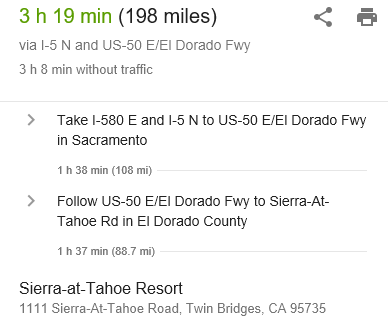 3 h 19 min (198 miles)
via I-5 N and US-50 E/El Dorado Fwy
3 h 8 min without traffic
Take I-580 E and I-5 N to US-50 E/El Dorado Fwy
in Sacramento
1 h 38 min (108 mi)
Follow US-50 E/El Dorado Fwy to Sierra-At-
Tahoe Rd in El Dorado County
1 h 37 min (88.7 mi)
Sierra-at-Tahoe Resort
1111 Sierra-At-Tahoe Road, Twin Bridges, CA 95735